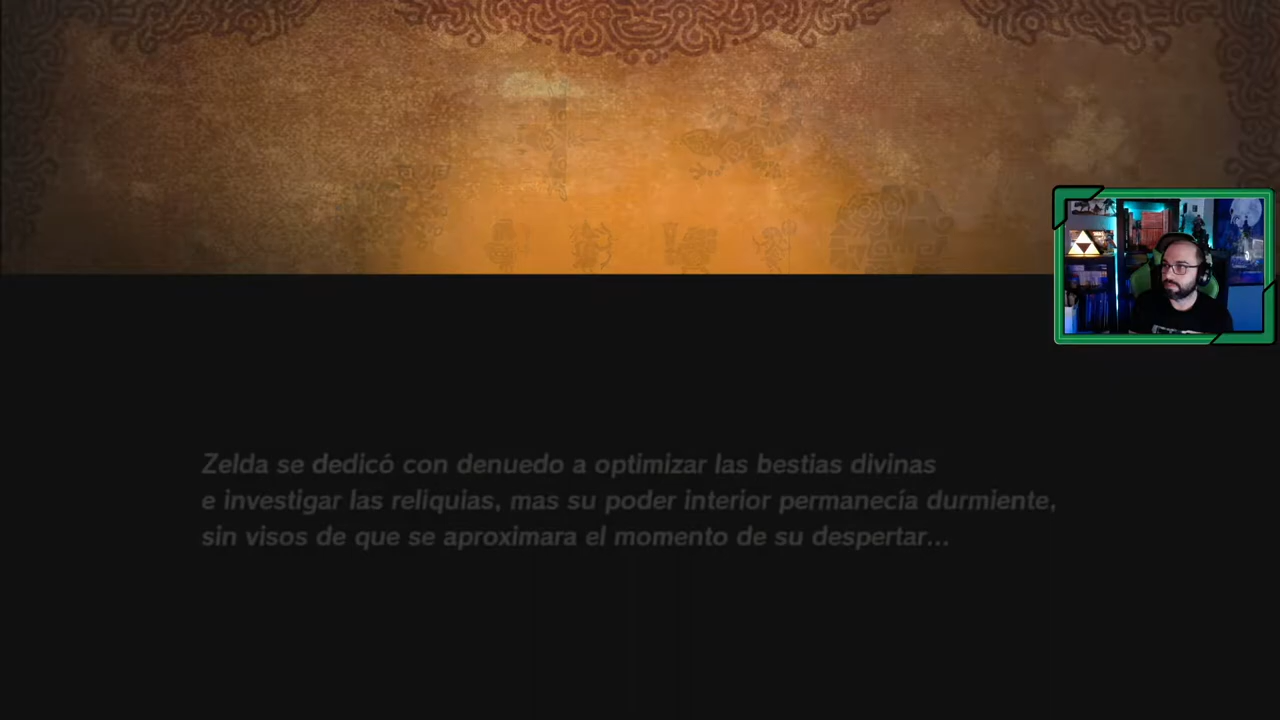 Zelda se dedicó con denuedo a optimizar las bestias divinas
e investigar las reliquias, mas su poder interior permanecía durmiente,
sin visos de que se aproximara el momento de su despertar...